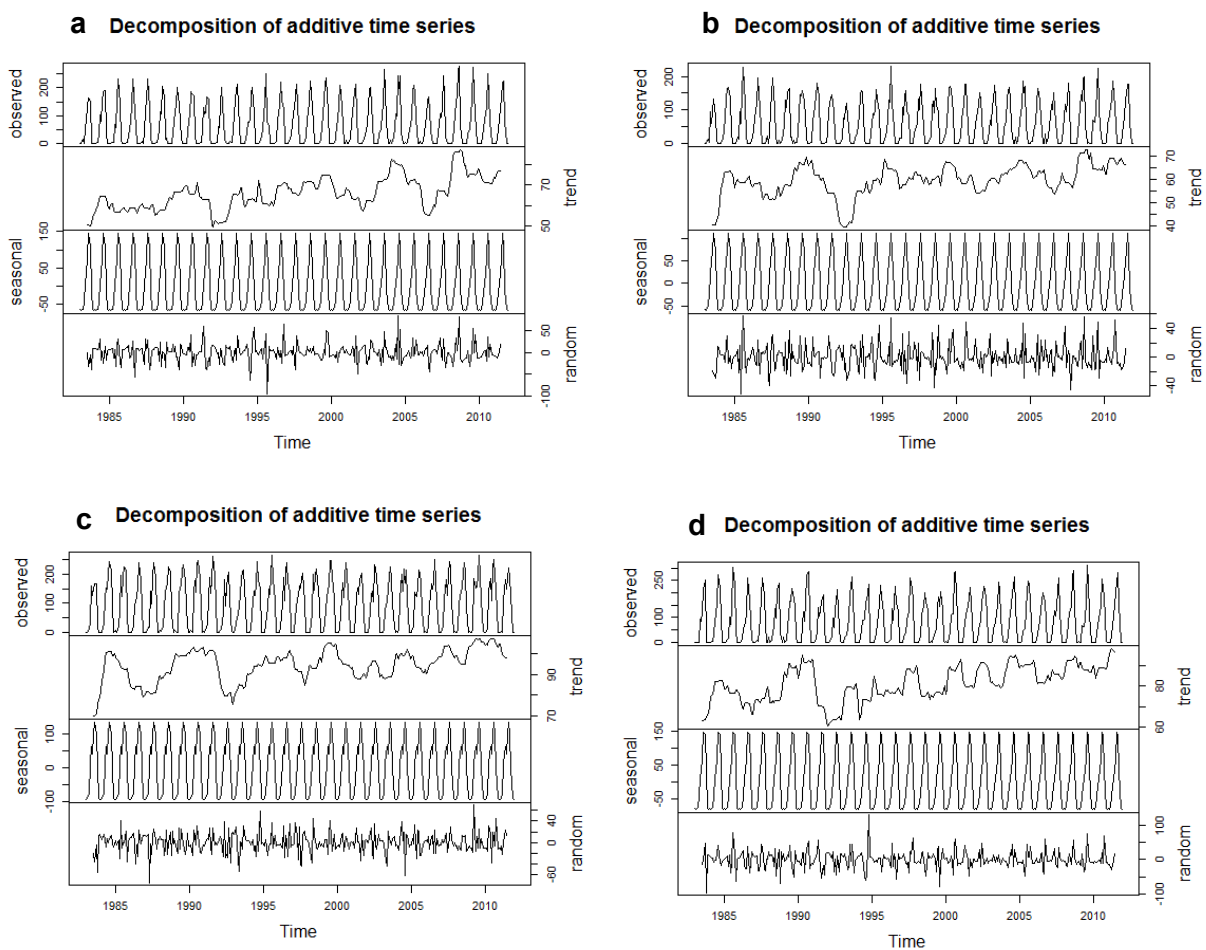 a Decomposition of additive time series
observed
0 100 200
trend
50 70
seasonal
-50 50 150
random
-100 0 50
1985 1990 1995 2000 2005 2010
Time
b Decomposition of additive time series
observed
0 100 200
trend
40 50 60 70
seasonal
-50 0 50
random
-40 0 40
1985 1990 1995 2000 2005 2010
Time
c Decomposition of additive time series
observed
0 100 200
trend
70 90
seasonal
-100 0 100
random
-60 0 40
1985 1990 1995 2000 2005 2010
Time
d Decomposition of additive time series
observed
0 100 250
trend
60 80
seasonal
-50 50 150
random
-100 0 100
1985 1990 1995 2000 2005 2010
Time